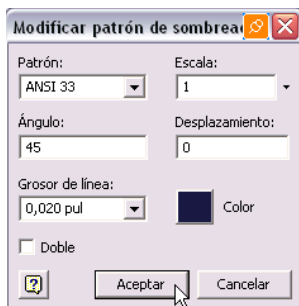 Modificar patrón de sombread
Patrón:
Escala:
ANSI 33
1
Ángulo:
Desplazamiento:
45
0
Grosor de línea:
0,020 pul
Color
Doble
?
Aceptar
Cancelar